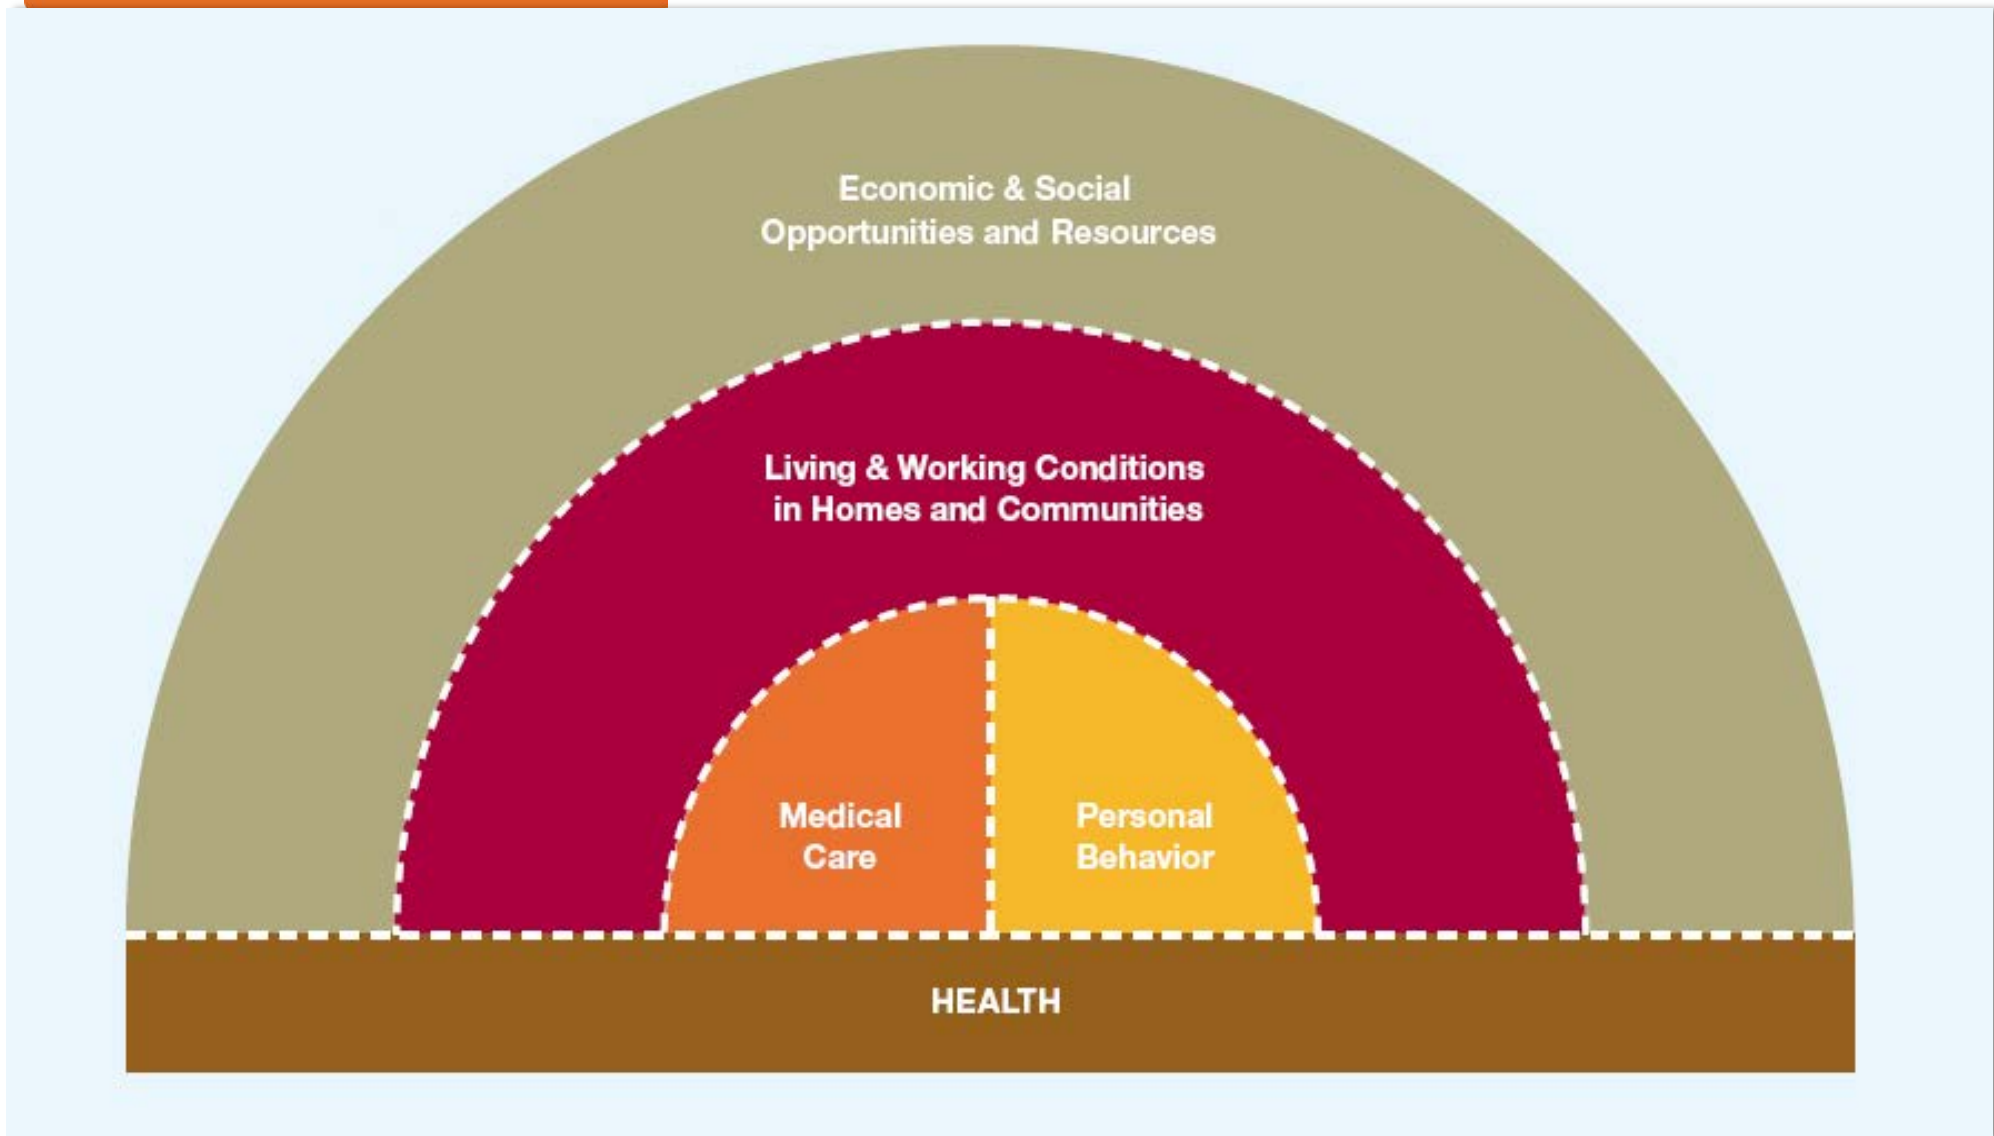 Economic & Social
Opportunities and Resources
Living & Working Conditions
in Homes and Communities
Medical
Care
Personal
Behavior
HEALTH